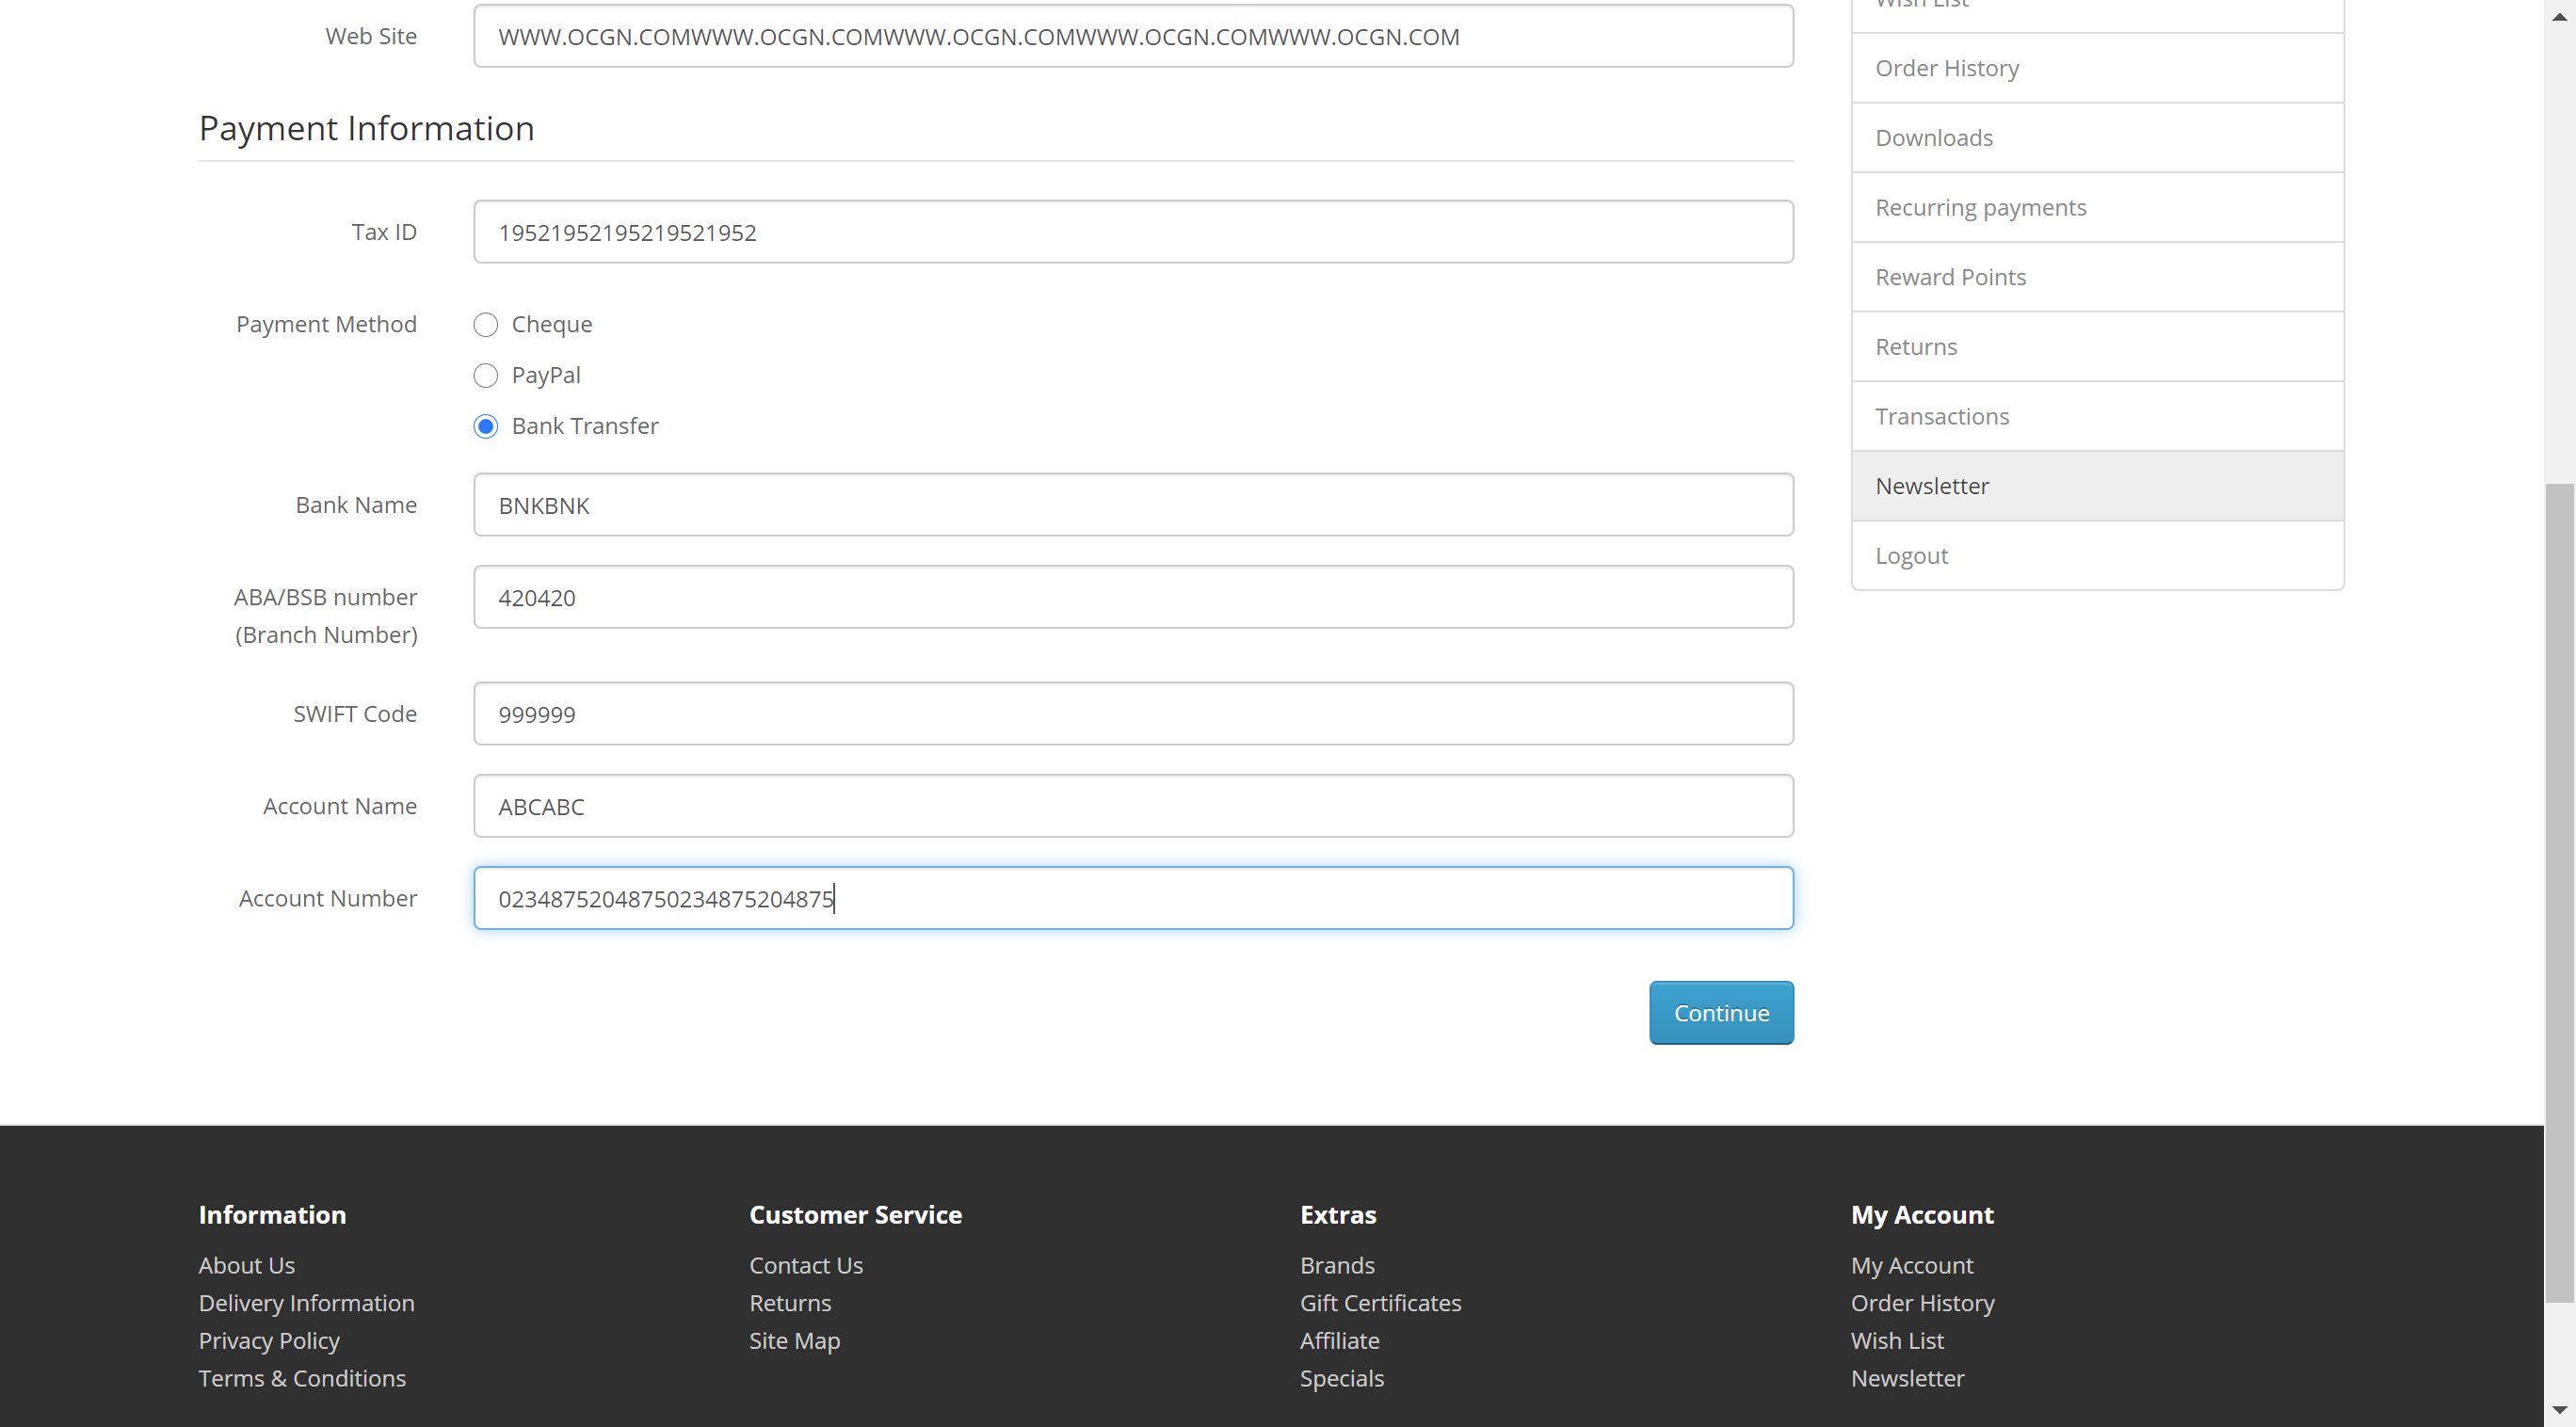 Web Site
WWW.OCGN.COMWWW.OCGN.COMWWW.OCGN.COMWWW.OCGN.COMWWW.OCGN.COM
Payment Information
Tax ID
19521952195219521952
Payment Method
Cheque
PayPal
Bank Transfer
Bank Name
BNKBNK
ABA/BSB number
(Branch Number)
420420
SWIFT Code
999999
Account Name
ABCABC
Account Number
02348752048750234875204875
Continue
Wish List
Order History
Downloads
Recurring payments
Reward Points
Returns
Transactions
Newsletter
Logout
Information
About Us
Delivery Information
Privacy Policy
Terms & Conditions
Customer Service
Contact Us
Returns
Site Map
Extras
Brands
Gift Certificates
Affiliate
Specials
My Account
My Account
Order History
Wish List
Newsletter